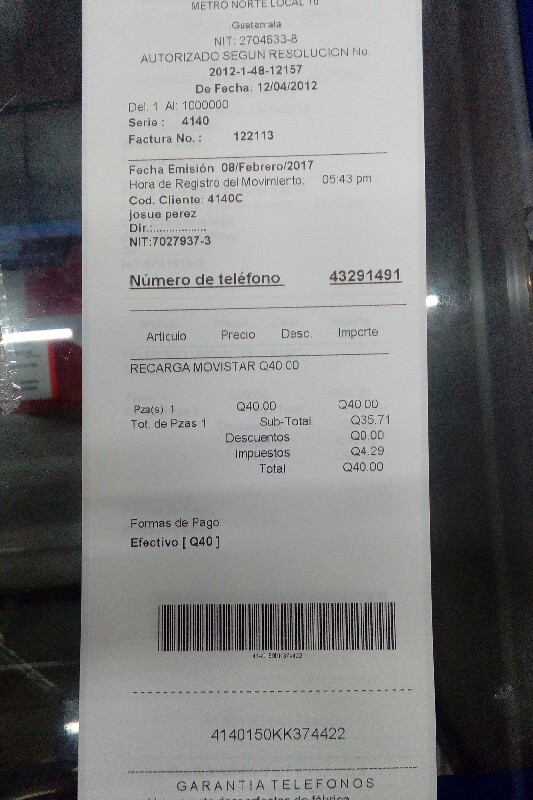 METRO NORTE LOCAL 10
Guatemala
NIT: 2704633-8
AUTORIZADO SEGUN RESOLUCION No
2012-1-48-12157
De Fecha: 12/04/2012
Del: 1 Al: 1000000
Serie : 4140
Factura No. : 122113
Fecha Emisión 08/Febrero/2017
Hora de Registro del Movimiento: 05:43 pm
Cod. Cliente: 4140C
josue perez
Dir.:................
NIT:7027937-3
Número de teléfono 43291491
Articulo Precio Desc. Importe
RECARGA MOVISTAR Q40.00
Pza(s) 1 Q40.00 Q40.00
Tot. de Pzas 1 Sub-Total Q35.71
Descuentos Q0.00
Impuestos Q4.29
Total Q40.00
Formas de Pago:
Efectivo [ Q40 ]
4140150KK374422
4140150KK374422
GARANTIA TELEFONOS
defectos de fábrica